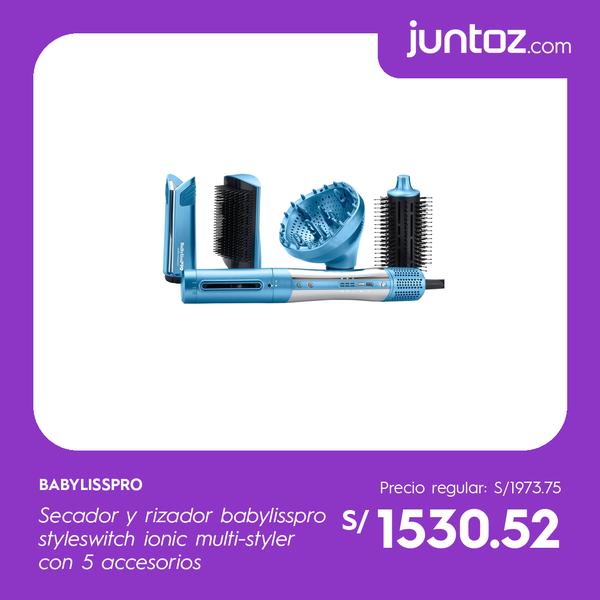 juntoz.com
BABYLISSPRO
Secador y rizador babylisspro
styleswitch ionic multi-styler
con 5 accesorios
Precio regular: S/1973.75
S/1530.52